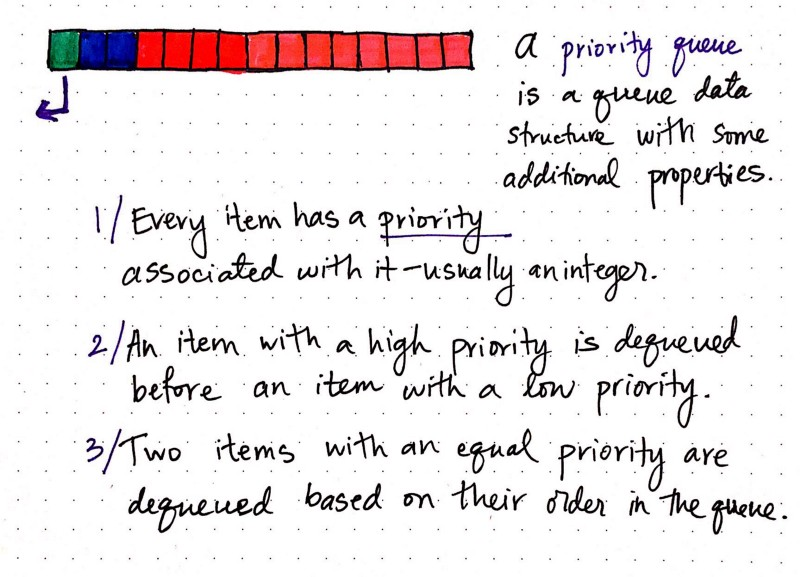 a priority queue
is a queue data
structure with some
additional properties.
1/ Every item has a priority
associated with it - usually an integer.
2/ An item with a high priority is dequeued
before an item with a low priority.
3/ Two items with an equal priority are
dequeued based on their order in the queue.